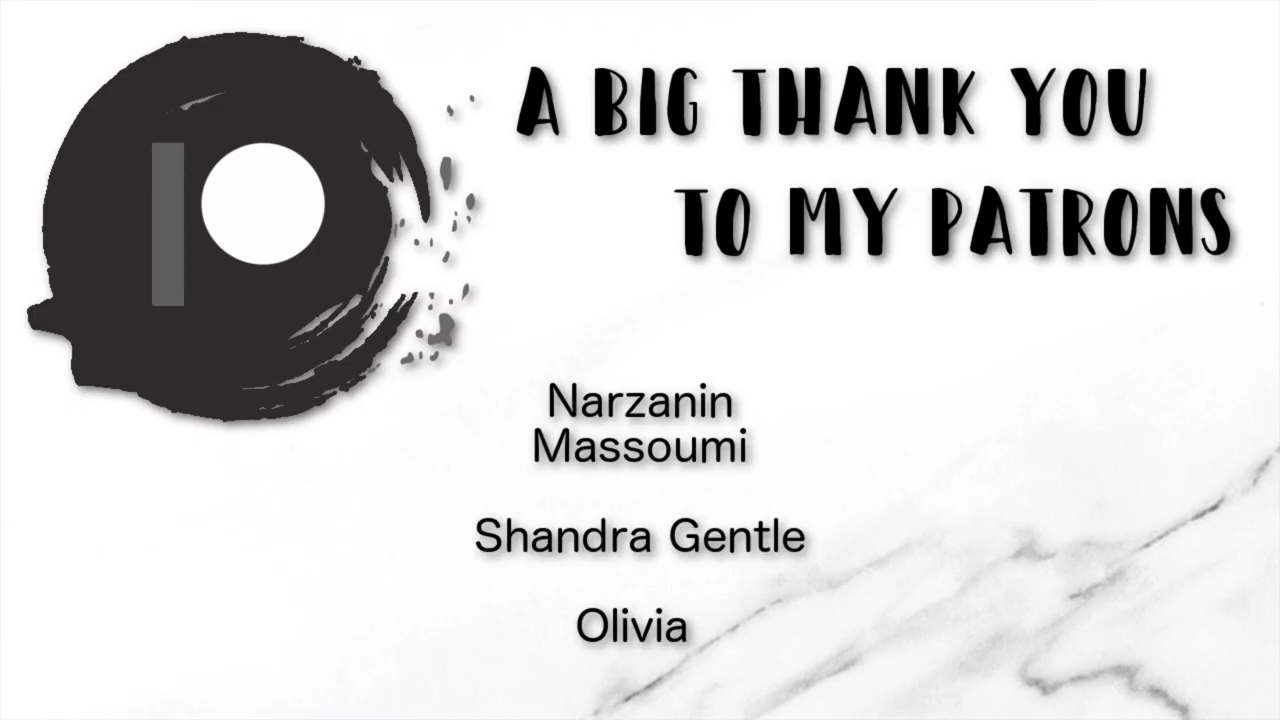 A BIG THANK YOU
TO MY PATRONS
Narzanin
Massoumi
Shandra Gentle
Olivia